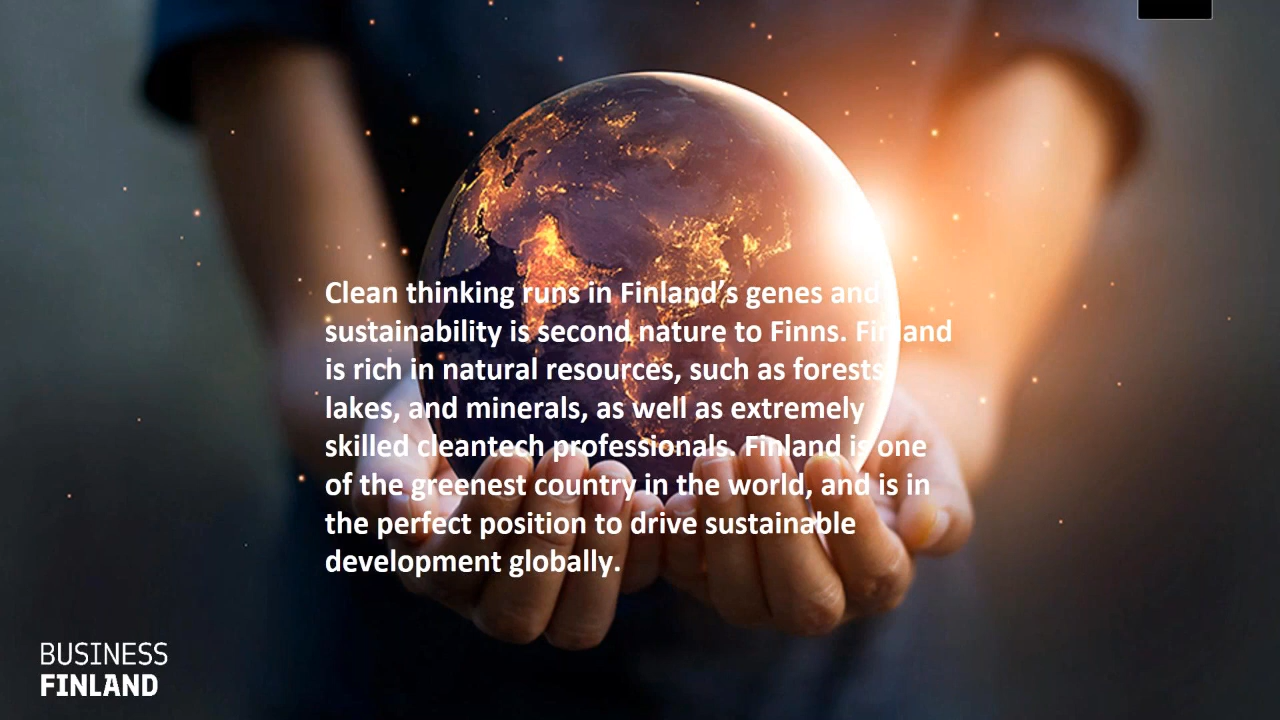 Clean thinking runs in Finland’s genes and
sustainability is second nature to Finns. Finland
is rich in natural resources, such as forests,
lakes, and minerals, as well as extremely
skilled cleantech professionals. Finland is one
of the greenest country in the world, and is in
the perfect position to drive sustainable
development globally.
BUSINESS
FINLAND